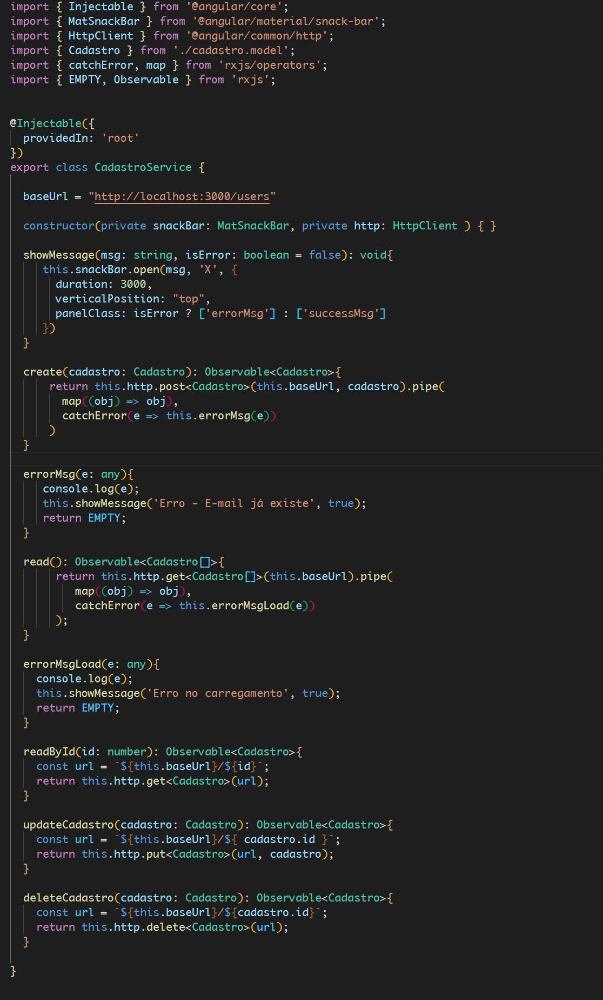 import { Injectable } from '@angular/core';
import { MatSnackBar } from '@angular/material/snack-bar';
import { HttpClient } from '@angular/common/http';
import { Cadastro } from './cadastro.model';
import { catchError, map } from 'rxjs/operators';
import { EMPTY, Observable } from 'rxjs';
@Injectable({
  providedIn: 'root'
})
export class CadastroService {
  baseUrl = "http://localhost:3000/users"
  constructor(private snackBar: MatSnackBar, private http: HttpClient ) { }
  showMessage(msg: string, isError: boolean = false): void{
     this.snackBar.open(msg, 'X', {
       duration: 3000,
       verticalPosition: "top",
       panelClass: isError ? ['errorMsg'] : ['successMsg']
     })
  }
  create(cadastro: Cadastro): Observable<Cadastro>{
      return this.http.post<Cadastro>(this.baseUrl, cadastro).pipe(
        map((obj) => obj),
        catchError(e => this.errorMsg(e))
      )
  }
  errorMsg(e: any){
     console.log(e);
     this.showMessage('Erro - E-mail já existe', true);
     return EMPTY;
  }
  read(): Observable<Cadastro[]>{
       return this.http.get<Cadastro[]>(this.baseUrl).pipe(
          map((obj) => obj),
          catchError(e => this.errorMsgLoad(e))
       );
  }
  errorMsgLoad(e: any){
    console.log(e);
    this.showMessage('Erro no carregamento', true);
    return EMPTY;
  }
  readById(id: number): Observable<Cadastro>{
    const url = `${this.baseUrl}/${id}`;
    return this.http.get<Cadastro>(url);
  }
  updateCadastro(cadastro: Cadastro): Observable<Cadastro>{
    const url = `${this.baseUrl}/${ cadastro.id }`;
    return this.http.put<Cadastro>(url, cadastro);
  }
  deleteCadastro(cadastro: Cadastro): Observable<Cadastro>{
    const url = `${this.baseUrl}/${cadastro.id}`;
    return this.http.delete<Cadastro>(url);
  }
}